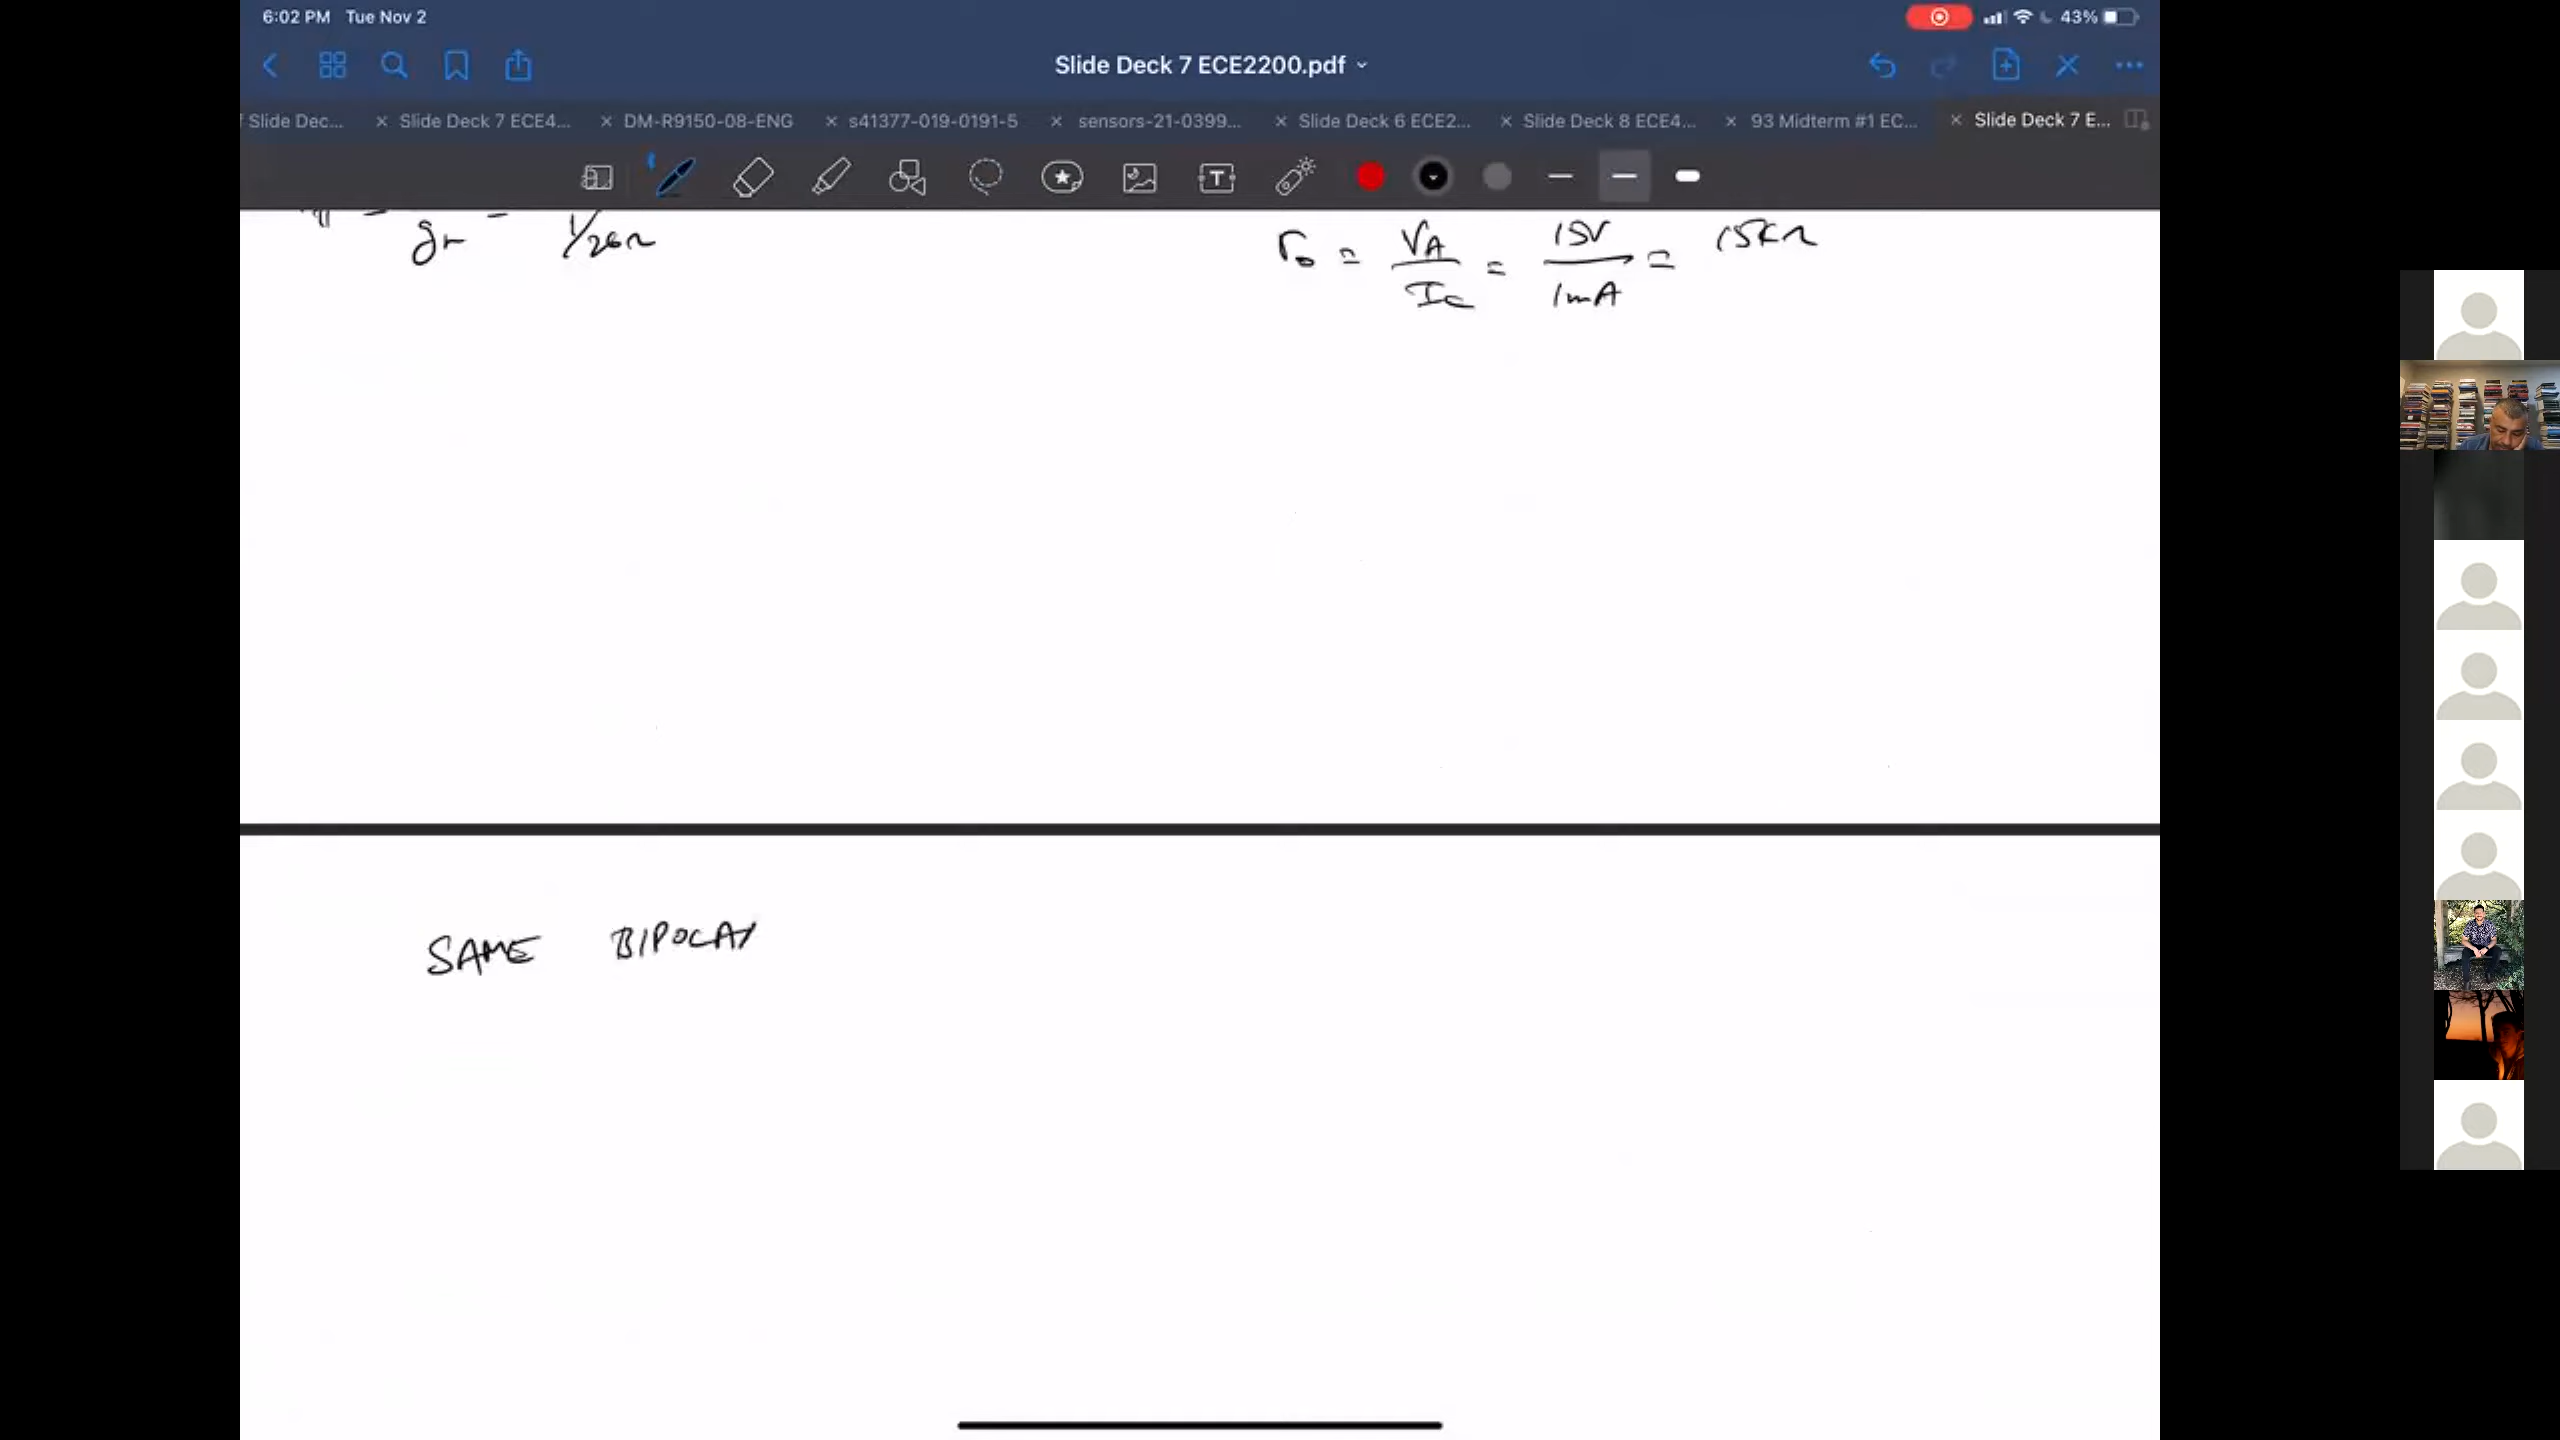 6:02 PM Tue Nov 2
43%
Slide Deck 7 ECE2200.pdf
Slide Dec...
Slide Deck 7 ECE4...
DM-R9150-08-ENG
s41377-019-0191-5
sensors-21-0399...
Slide Deck 6 ECE2...
Slide Deck 8 ECE4...
93 Midterm #1 EC...
Slide Deck 7 E...
T
= gm = 1/26Ω
r₀ = VA/IC = 15V/1mA = 15kΩ
SAME BIPOLA